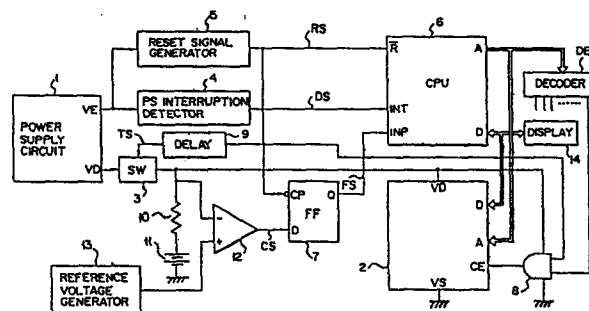 5
RESET SIGNAL
GENERATOR
RS
6
R
A
CPU
INT
INP
D
DE
DECODER
DISPLAY
14
1
POWER
SUPPLY
CIRCUIT
VE
VD
4
PS INTERRUPTION
DETECTOR
DS
TS
DELAY
9
SW
3
FS
10
11
12
CS
CP
Q
FF
D
7
VD
D
A
CE
2
VS
8
13
REFERENCE
VOLTAGE
GENERATOR